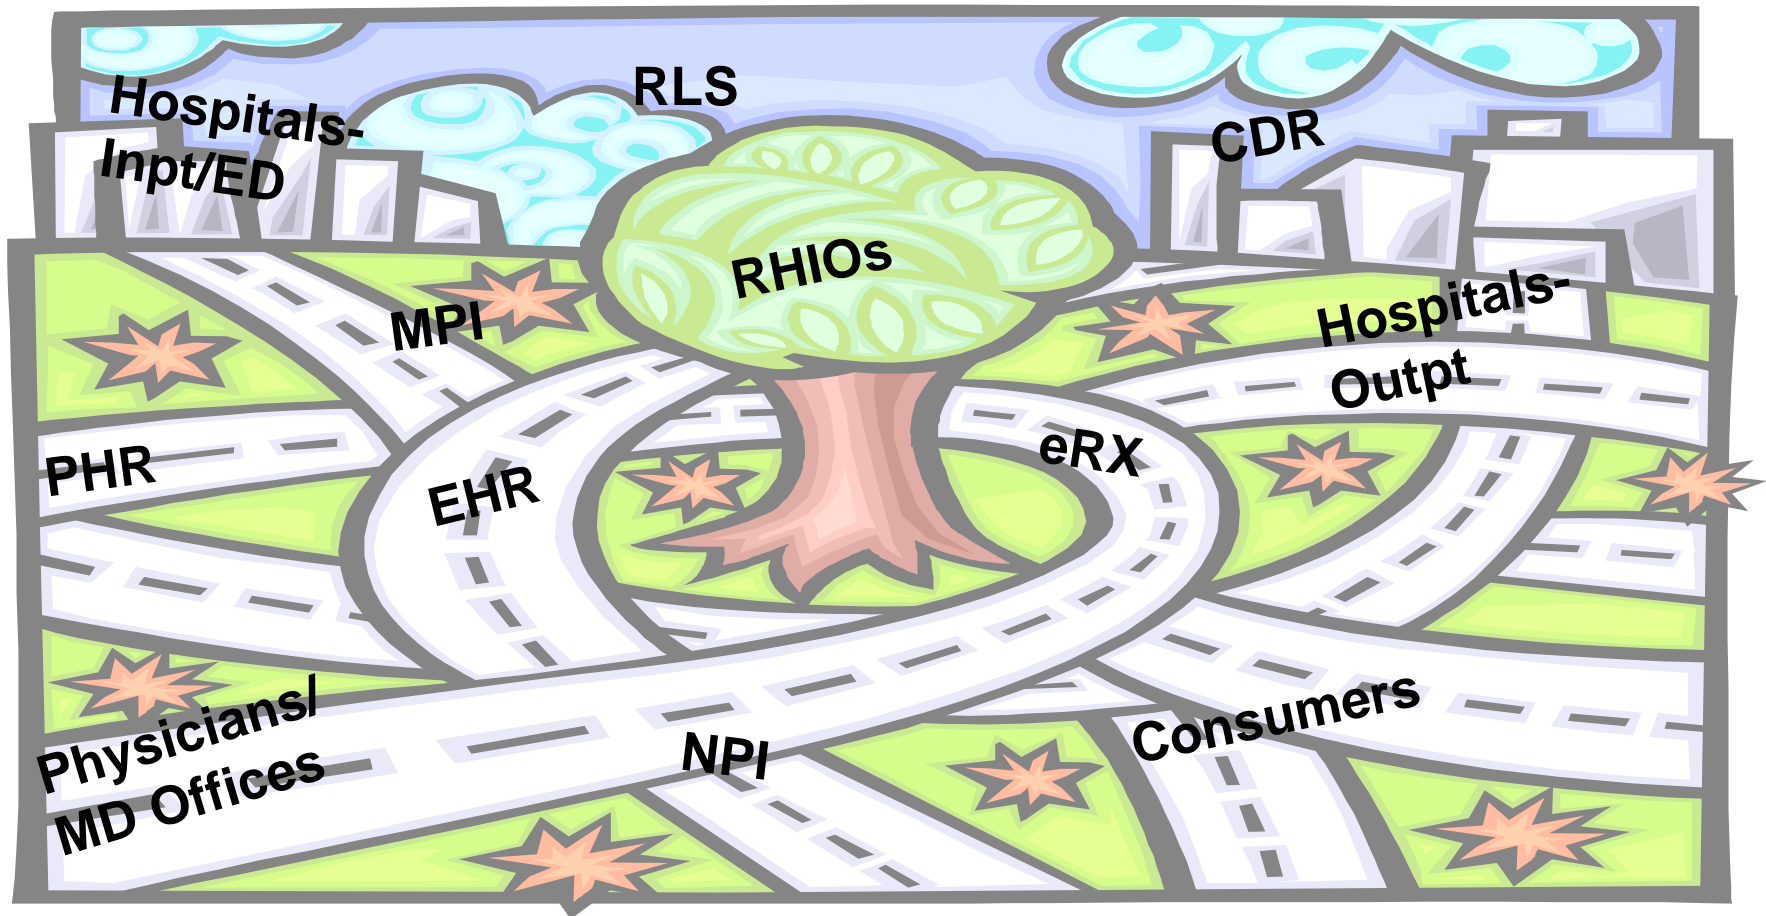 RLS
Hospitals-
Inpt/ED
CDR
RHIOs
MPI
Hospitals-
Outpt
PHR
EHR
eRX
Physicians/
MD Offices
NPI
Consumers